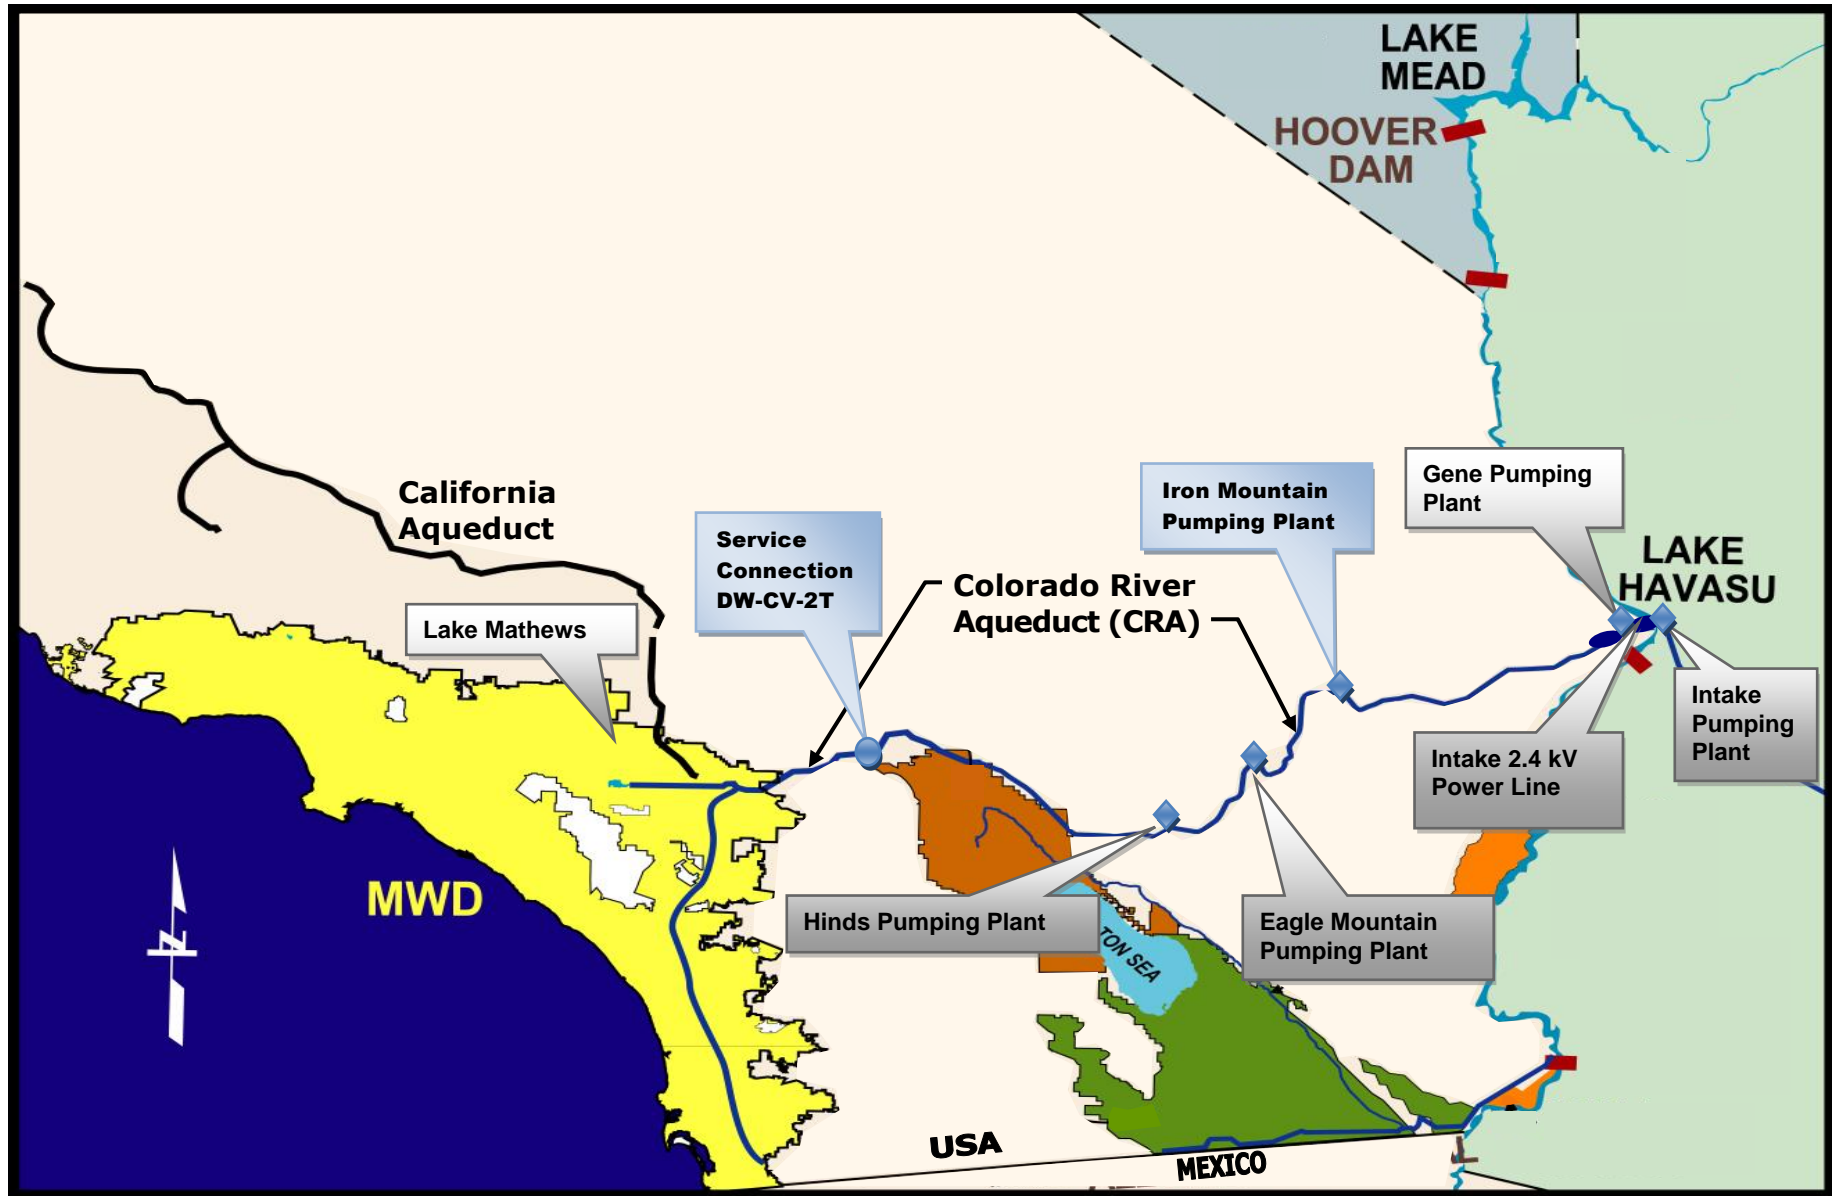 LAKE
MEAD
HOOVER
DAM
Gene Pumping
Plant
Iron Mountain
Pumping Plant
California
Aqueduct
Service
Connection
DW-CV-2T
LAKE
HAVASU
Colorado River
Aqueduct (CRA)
Lake Mathews
Intake
Pumping
Plant
Intake 2.4 kV
Power Line
MWD
Hinds Pumping Plant
Eagle Mountain
Pumping Plant
TON SEA
N
USA
MEXICO